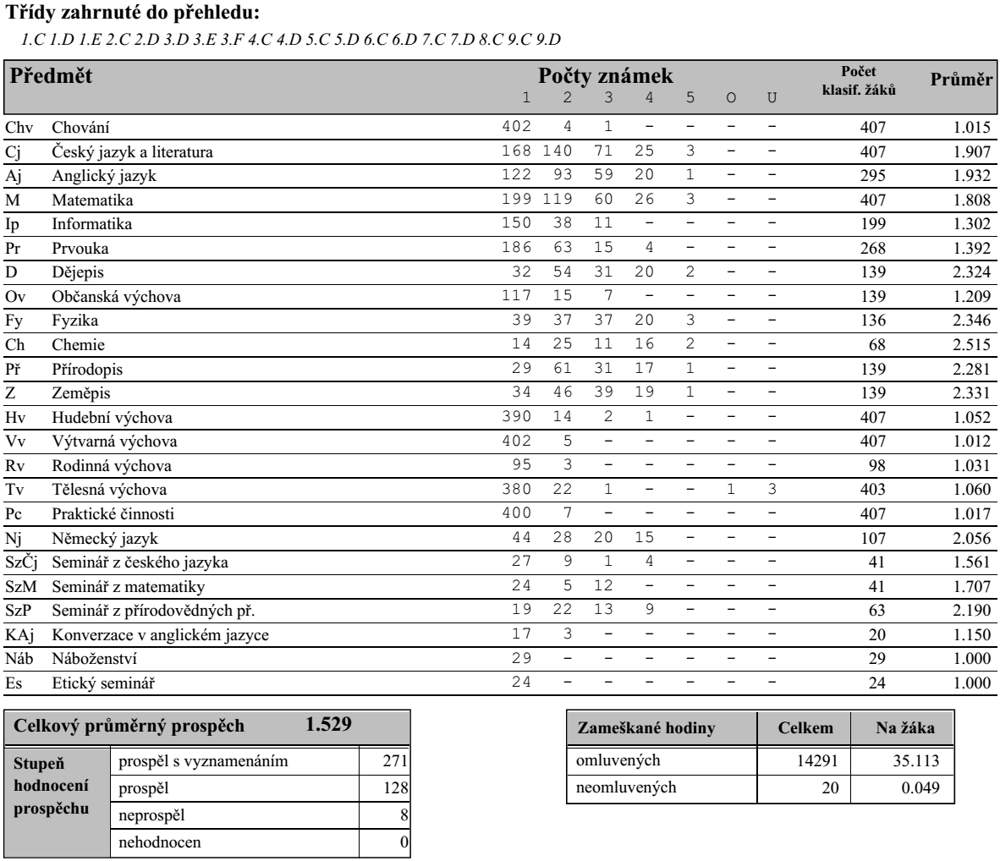 Třídy zahrnuté do přehledu:
1.C 1.D 1.E 2.C 2.D 3.D 3.E 3.F 4.C 4.D 5.C 5.D 6.C 6.D 7.C 7.D 8.C 9.C 9.D
Předmět Počty známek Počet klasif. žáků Průměr
1 2 3 4 5 O U
Chv Chování 402 4 1 - - - - 407 1.015
Cj Český jazyk a literatura 168 140 71 25 3 - - 407 1.907
Aj Anglický jazyk 122 93 59 20 1 - - 295 1.932
M Matematika 199 119 60 26 3 - - 407 1.808
Ip Informatika 150 38 11 - - - - 199 1.302
Pr Prvouka 186 63 15 4 - - - 268 1.392
D Dějepis 32 54 31 20 2 - - 139 2.324
Ov Občanská výchova 117 15 7 - - - - 139 1.209
Fy Fyzika 39 37 37 20 3 - - 136 2.346
Ch Chemie 14 25 11 16 2 - - 68 2.515
Př Přírodopis 29 61 31 17 1 - - 139 2.281
Z Zeměpis 34 46 39 19 1 - - 139 2.331
Hv Hudební výchova 390 14 2 1 - - - 407 1.052
Vv Výtvarná výchova 402 5 - - - - - 407 1.012
Rv Rodinná výchova 95 3 - - - - - 98 1.031
Tv Tělesná výchova 380 22 1 - - 1 3 403 1.060
Pc Praktické činnosti 400 7 - - - - - 407 1.017
Nj Německý jazyk 44 28 20 15 - - - 107 2.056
SzČj Seminář z českého jazyka 27 9 1 4 - - - 41 1.561
SzM Seminář z matematiky 24 5 12 - - - - 41 1.707
SzP Seminář z přírodovědných př. 19 22 13 9 - - - 63 2.190
KAj Konverzace v anglickém jazyce 17 3 - - - - - 20 1.150
Náb Náboženství 29 - - - - - - 29 1.000
Es Etický seminář 24 - - - - - - 24 1.000
Celkový průměrný prospěch 1.529
Stupeň hodnocení prospěchu
prospěl s vyznamenáním 271
prospěl 128
neprospěl 8
nehodnocen 0
Zameškané hodiny Celkem Na žáka
omluvených 14291 35.113
neomluvených 20 0.049